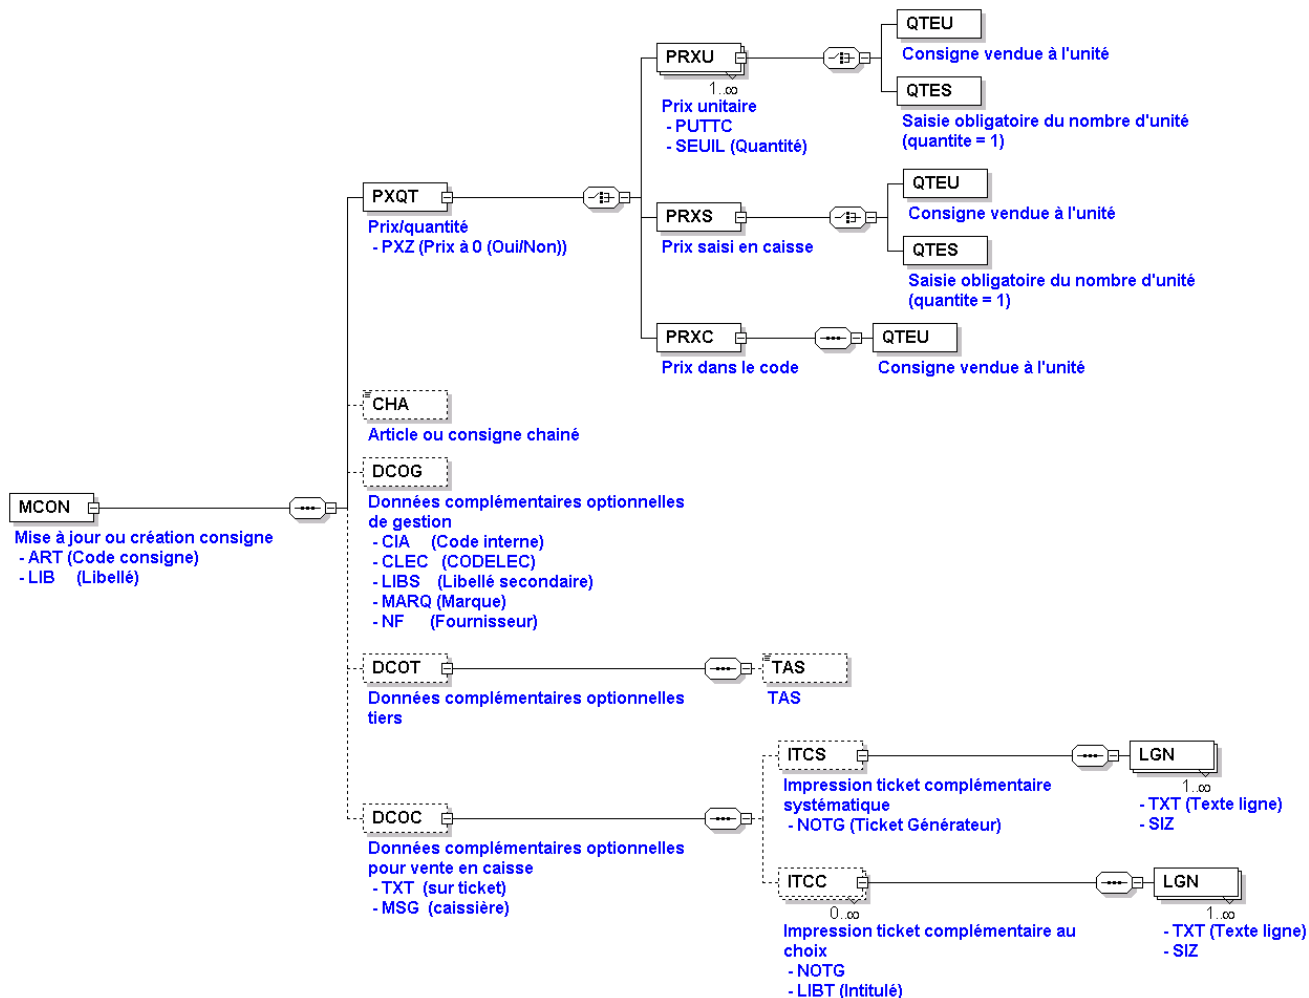 QTEU
Consigne vendue à l'unité
PRXU
1..∞
Prix unitaire
- PUTTC
- SEUIL (Quantité)
QTES
Saisie obligatoire du nombre d'unité
(quantite = 1)
PXQT
Prix/quantité
- PXZ (Prix à 0 (Oui/Non))
PRXS
Prix saisi en caisse
QTEU
Consigne vendue à l'unité
QTES
Saisie obligatoire du nombre d'unité
(quantite = 1)
PRXC
Prix dans le code
QTEU
Consigne vendue à l'unité
CHA
Article ou consigne chainé
DCOG
Données complémentaires optionnelles
de gestion
- CIA (Code interne)
- CLEC (CODELEC)
- LIBS (Libellé secondaire)
- MARQ (Marque)
- NF (Fournisseur)
MCON
Mise à jour ou création consigne
- ART (Code consigne)
- LIB (Libellé)
DCOT
Données complémentaires optionnelles
tiers
TAS
TAS
DCOC
Données complémentaires optionnelles
pour vente en caisse
- TXT (sur ticket)
- MSG (caissière)
ITCS
Impression ticket complémentaire
systématique
- NOTG (Ticket Générateur)
LGN
1..∞
- TXT (Texte ligne)
- SIZ
ITCC
0..∞
Impression ticket complémentaire au
choix
- NOTG
- LIBT (Intitulé)
LGN
1..∞
- TXT (Texte ligne)
- SIZ